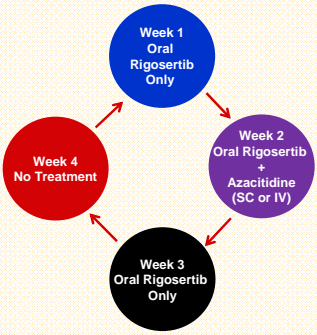 Week 1
Oral
Rigosertib
Only
Week 2
Oral Rigosertib
+
Azacitidine
(SC or IV)
Week 3
Oral Rigosertib
Only
Week 4
No Treatment